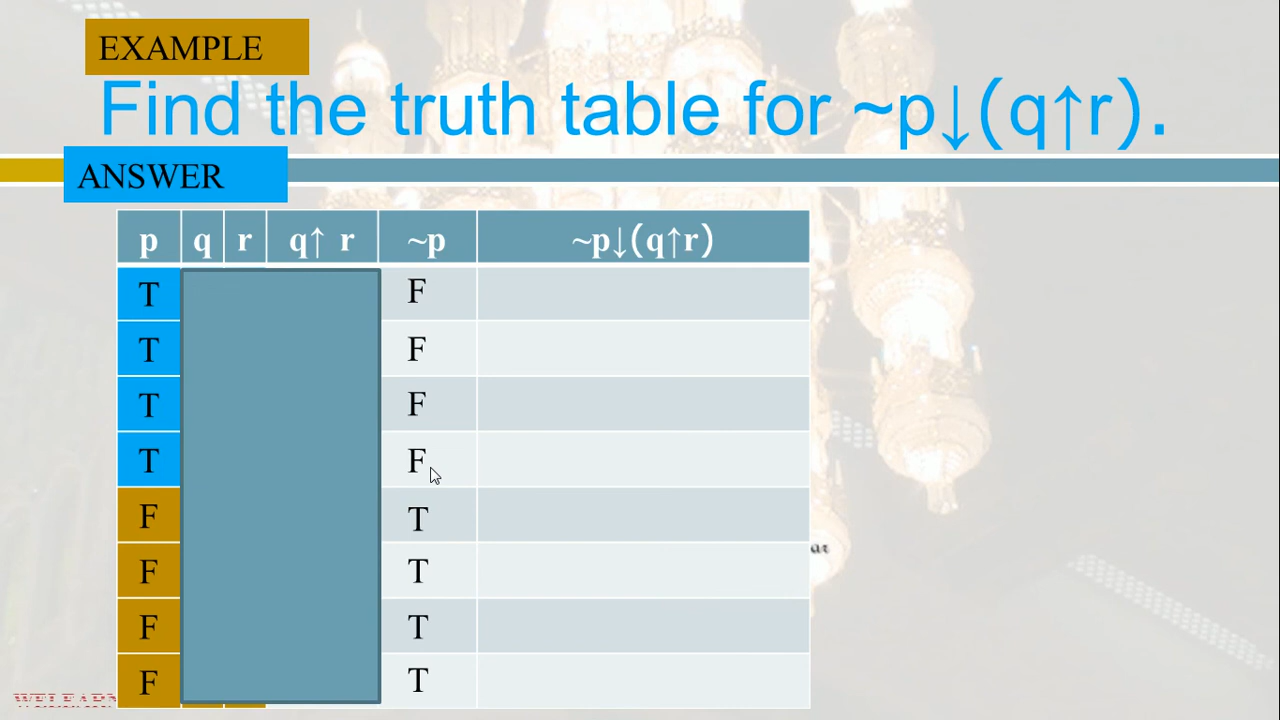 EXAMPLE
Find the truth table for ~p↓(q↑r).
ANSWER
p q r q↑ r ~p ~p↓(q↑r)
T F
T F
T F
T F
F T
F T
F T
F T